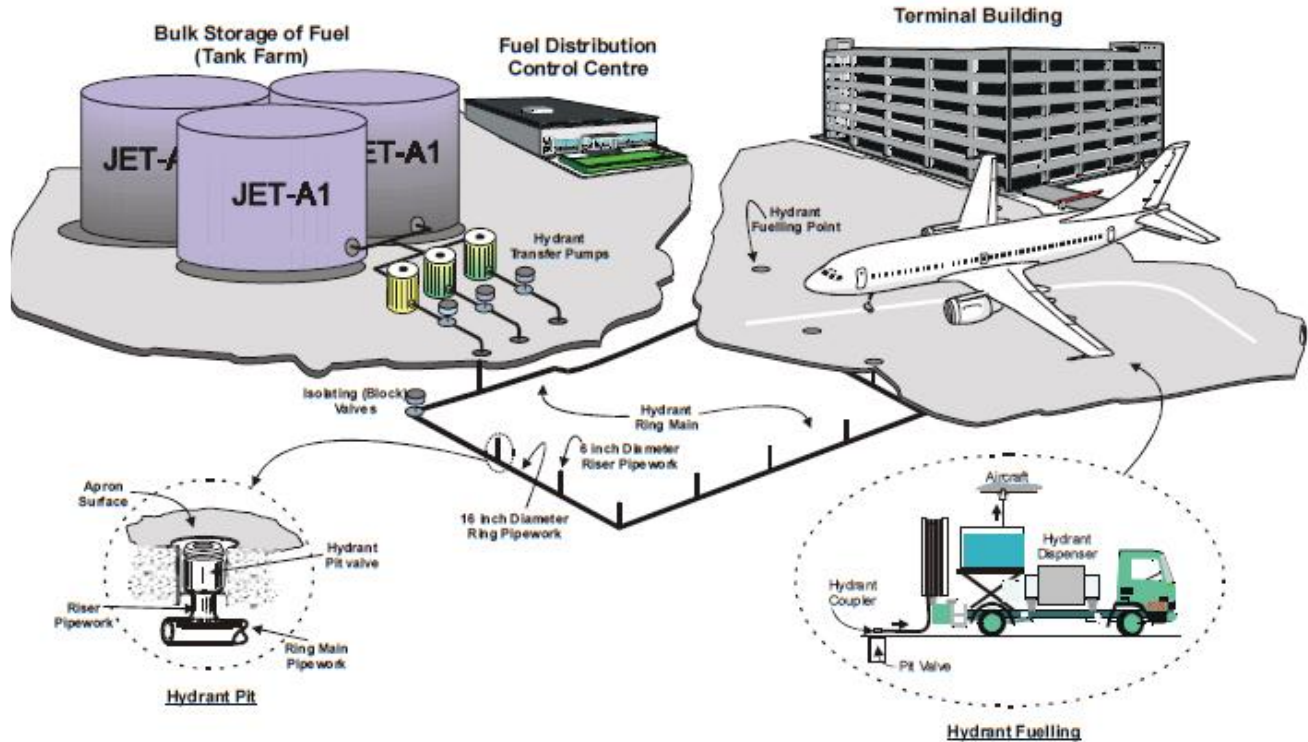 Bulk Storage of Fuel
(Tank Farm)
Fuel Distribution
Control Centre
Terminal Building
JET-A
ET-A1
JET-A1
Hydrant
Transfer Pumps
Hydrant
Fuelling Point
Isolating (Block)
Valves
Hydrant
Ring Main
6 inch Diameter
Riser Pipework
16 inch Diameter
Ring Pipework
Apron
Surface
Hydrant
Pit valve
Riser
Pipework
Ring Main
Pipework
Hydrant Pit
Aircraft
Hydrant
Dispenser
Hydrant
Coupler
Pit Valve
Hydrant Fuelling